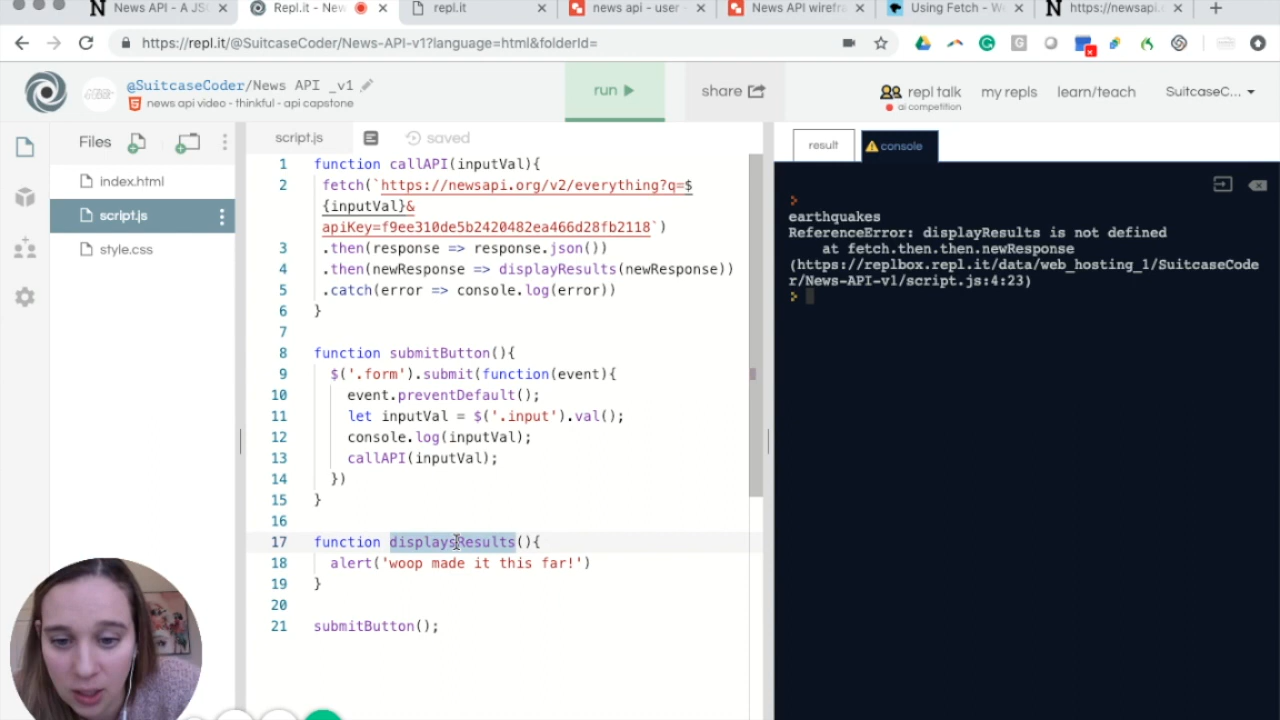 News API - A JS
Repl.it - New
repl.it
news api - user
News API wirefr
Using Fetch - W
https://newsapi.
https://repl.it/@SuitcaseCoder/News-API-v1?language=html&folderId=
@SuitcaseCoder/News API _v1
news api video - thinkful - api capstone
run
share
repl talk
ai competition
my repls
learn/teach
SuitcaseC...
Files
index.html
script.js
style.css
script.js
saved
1 function callAPI(inputVal){
2 fetch(`https://newsapi.org/v2/everything?q=$
{inputVal}&
apiKey=f9ee310de5b2420482ea466d28fb2118`)
3 .then(response => response.json())
4 .then(newResponse => displayResults(newResponse))
5 .catch(error => console.log(error))
6 }
7
8 function submitButton(){
9 $('.form').submit(function(event){
10 event.preventDefault();
11 let inputVal = $('.input').val();
12 console.log(inputVal);
13 callAPI(inputVal);
14 })
15 }
16
17 function displaysResults(){
18 alert('woop made it this far!')
19 }
20
21 submitButton();
result
console
>
earthquakes
ReferenceError: displayResults is not defined
at fetch.then.then.newResponse
(https://replbox.repl.it/data/web_hosting_1/SuitcaseCode
r/News-API-v1/script.js:4:23)
>